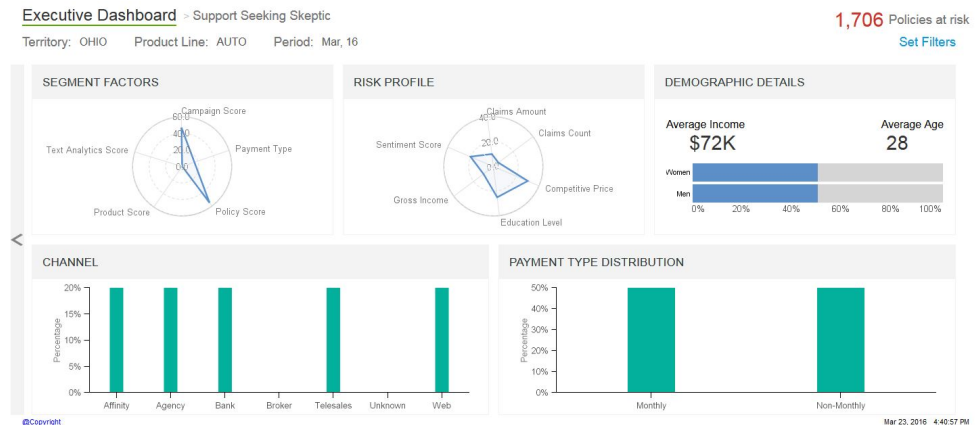 Executive Dashboard > Support Seeking Skeptic
1,706 Policies at risk
Territory: OHIO Product Line: AUTO Period: Mar, 16
Set Filters
SEGMENT FACTORS
Campaign Score
60.0
40.0
20.0
0.0
Text Analytics Score
Payment Type
Product Score
Policy Score
RISK PROFILE
Claims Amount
40.0
Claims Count
Sentiment Score
20.0
0.0
Competitive Price
Gross Income
Education Level
DEMOGRAPHIC DETAILS
Average Income
$72K
Average Age
28
Women
Men
0% 20% 40% 60% 80% 100%
<
CHANNEL
Percentage
20%
15%
10%
5%
0%
Affinity Agency Bank Broker Telesales Unknown Web
PAYMENT TYPE DISTRIBUTION
Percentage
50%
40%
30%
20%
10%
0%
Monthly Non-Monthly
@Copyright
Mar 23, 2016 4:40:57 PM